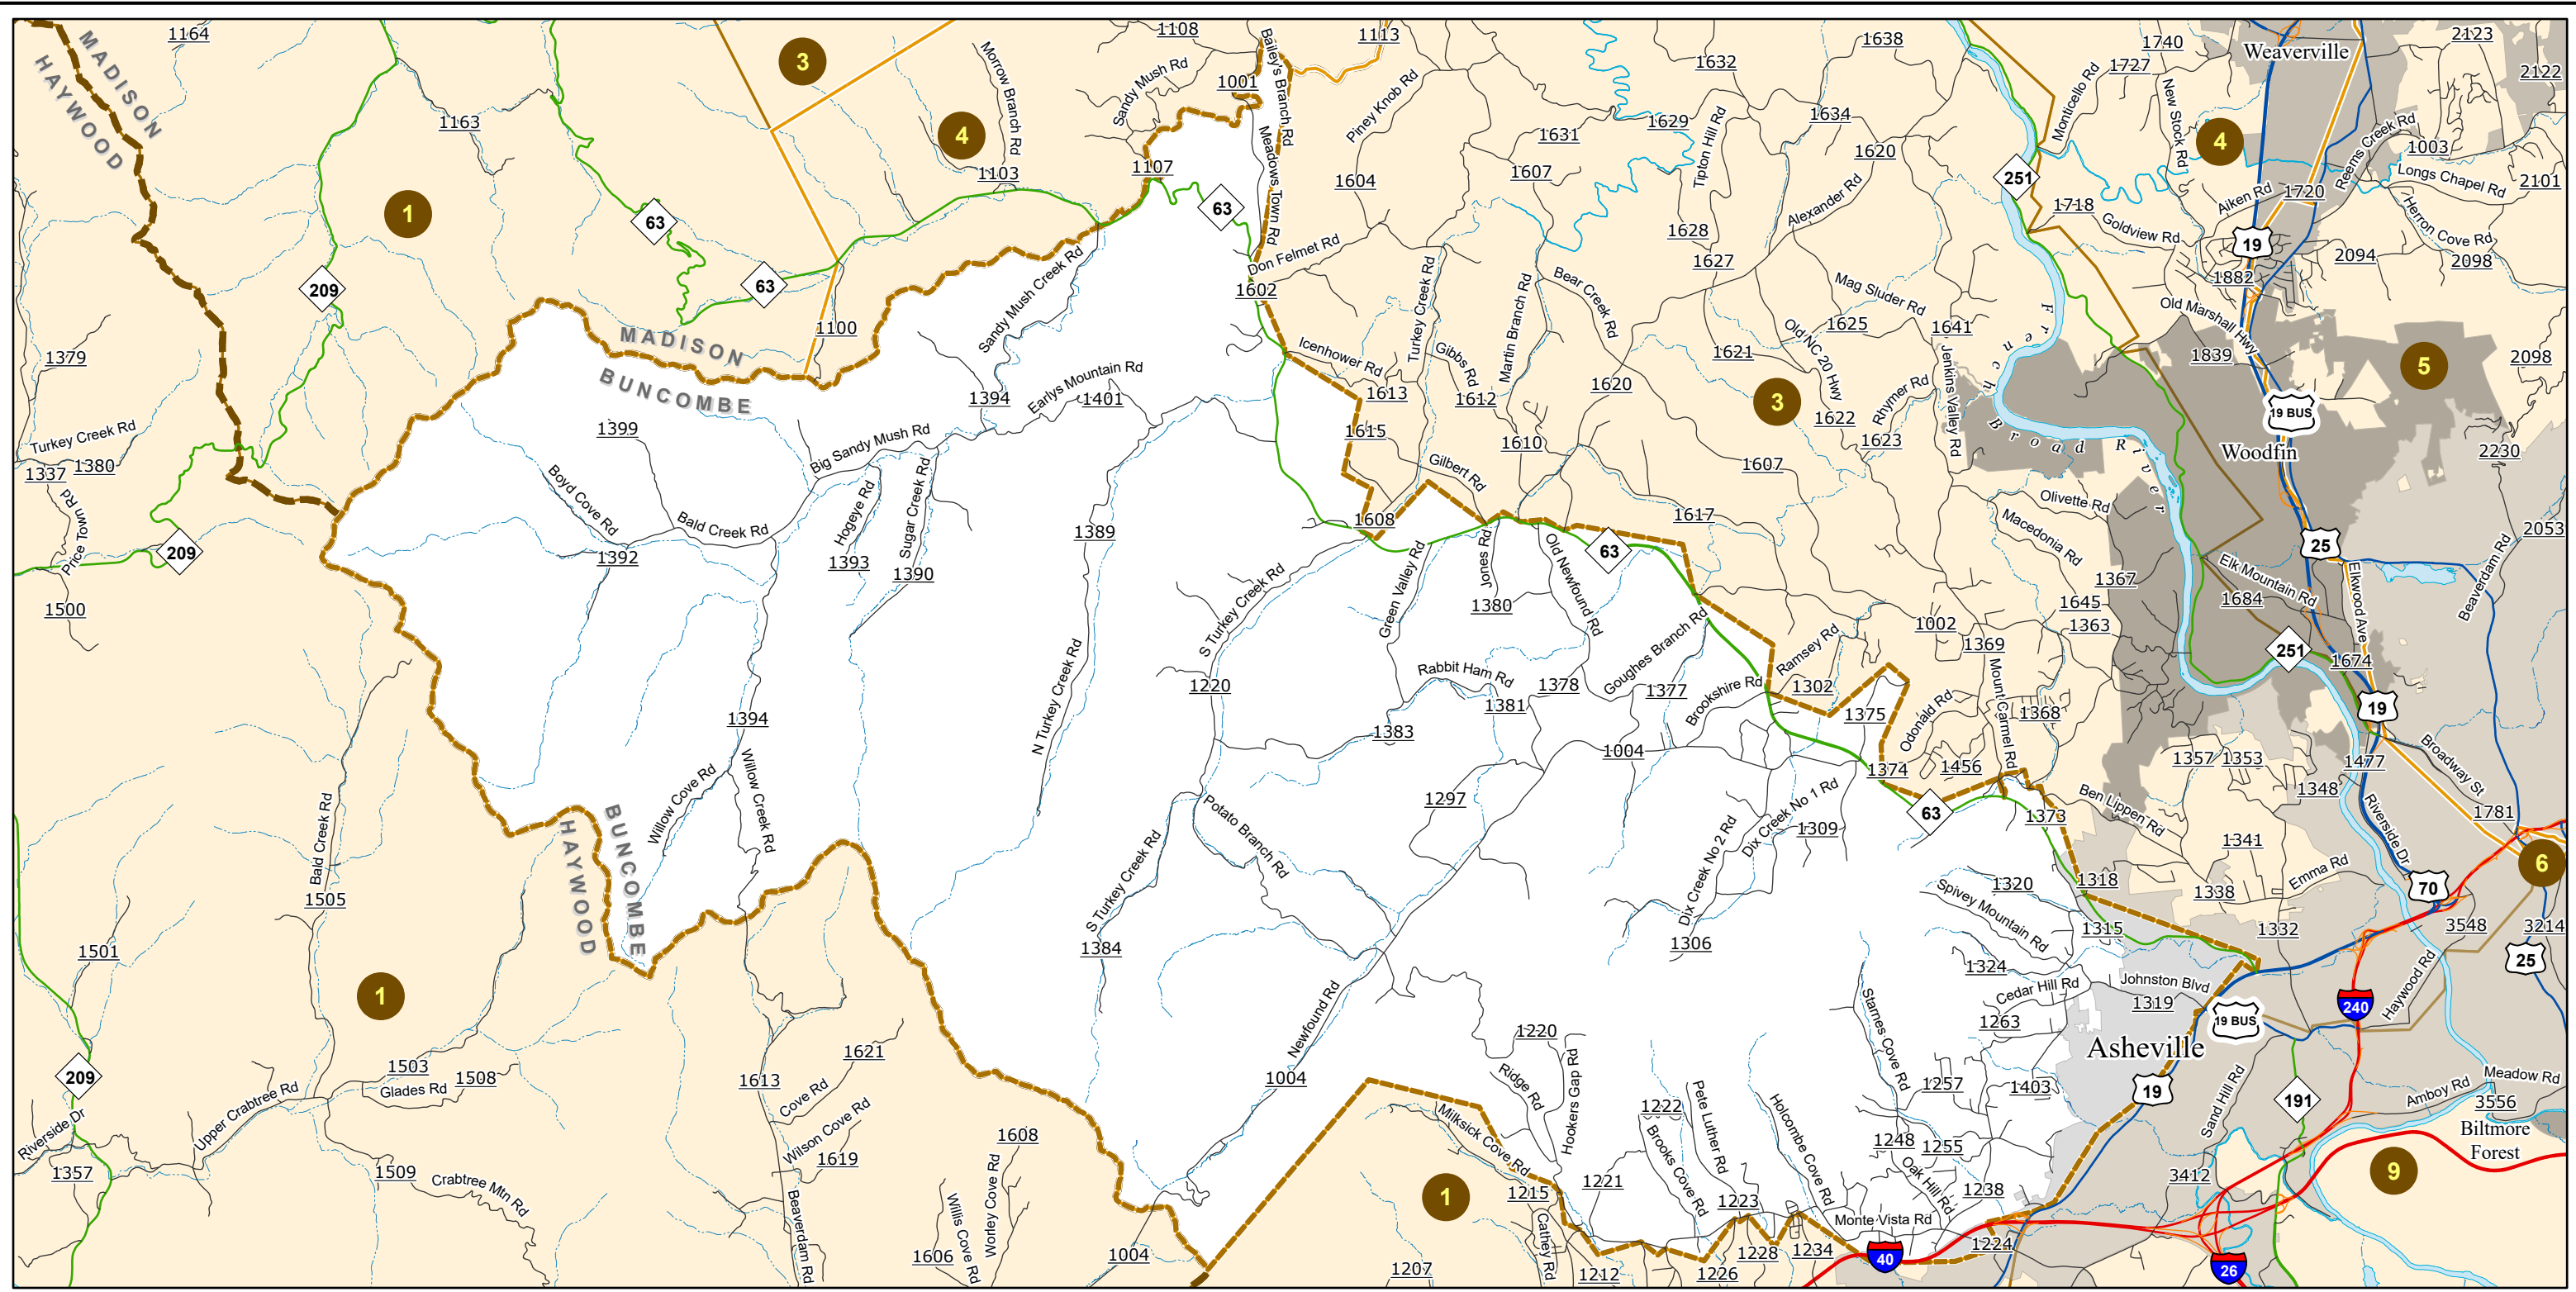 1164
1108
1113
1638
1740
Weaverville
2123
MADISON
HAYWOOD
3
Morrow Branch Rd
Sandy Mush Rd
Bailey's Branch Rd
1632
Monticello Rd
1727
2122
1001
Piney Knob Rd
New Stock Rd
1163
4
1631
1629
1634
4
Reems Creek Rd
1003
Meadows Town Rd
Tipton Hill Rd
1620
1107
1103
1604
1607
251
Longs Chapel Rd
2101
1
63
63
Alexander Rd
1718
Aiken Rd
1720
Herron Cove Rd
1628
Goldview Rd
19
Don Felmet Rd
1627
2094
2098
209
63
Sandy Mush Creek Rd
1602
Turkey Creek Rd
Martin Branch Rd
Bear Creek Rd
Mag Sluder Rd
1882
Old Marshall Hwy
French Broad River
1100
MADISON
BUNCOMBE
1379
Icenhower Rd
Gibbs Rd
1621
Old NC 20 Hwy
1625
1641
1839
5
2098
Earlys Mountain Rd
1394
1401
1613
1612
1620
3
1622
Rhymer Rd
Jenkins Valley Rd
19 BUS
Turkey Creek Rd
1399
Big Sandy Mush Rd
1615
1610
1623
Woodfin
2230
1337
1380
Boyd Cove Rd
Gilbert Rd
1607
Price Town Rd
Hogeye Rd
Sugar Creek Rd
Olivette Rd
Bald Creek Rd
1389
1608
1617
Macedonia Rd
2053
209
1392
1393
1390
Green Valley Rd
Jones Rd
Old Newfound Rd
63
25
Elk Mountain Rd
Elkwood Ave
Beaverdam Rd
1500
S Turkey Creek Rd
1380
1367
1684
1645
Goughes Branch Rd
1002
1363
Ramsey Rd
1369
251
1674
N Turkey Creek Rd
Rabbit Ham Rd
1220
1378
1377
Brookshire Rd
1302
Mount Carmel Rd
1381
19
1394
1383
1375
Odonald Rd
1368
1004
Broadway St
Willow Cove Rd
Willow Creek Rd
1374
1456
1357
1353
1477
1348
1297
Dix Creek No 1 Rd
63
Ben Lippen Rd
Riverside Dr
1781
Potato Branch Rd
1309
1373
BUNCOMBE
HAYWOOD
Bald Creek Rd
S Turkey Creek Rd
Dix Creek No 2 Rd
1341
Emma Rd
6
1320
1318
1338
70
1505
Spivey Mountain Rd
1315
1332
3548
3214
1501
1384
1306
1324
Johnston Blvd
25
1
Cedar Hill Rd
1319
240
Haywood Rd
Newfound Rd
Starnes Cove Rd
1263
19 BUS
1220
Asheville
1621
1503
Glades Rd
1508
1613
Cove Rd
1004
Ridge Rd
Hookers Gap Rd
1257
1403
19
Sand Hill Rd
191
Amboy Rd
Meadow Rd
3556
209
Upper Crabtree Rd
Riverside Dr
Wilson Cove Rd
1608
Milksick Cove Rd
1222
Pete Luther Rd
Holcombe Cove Rd
1248
1255
Biltmore
Forest
1619
1357
1509
Crabtree Mtn Rd
Beaverdam Rd
Willis Cove Rd
Worley Cove Rd
1
1215
1221
Brooks Cove Rd
1223
Oak Hill Rd
1238
3412
9
Cathey Rd
Monte Vista Rd
1606
1004
1207
1212
1226
1228
1234
40
1224
26